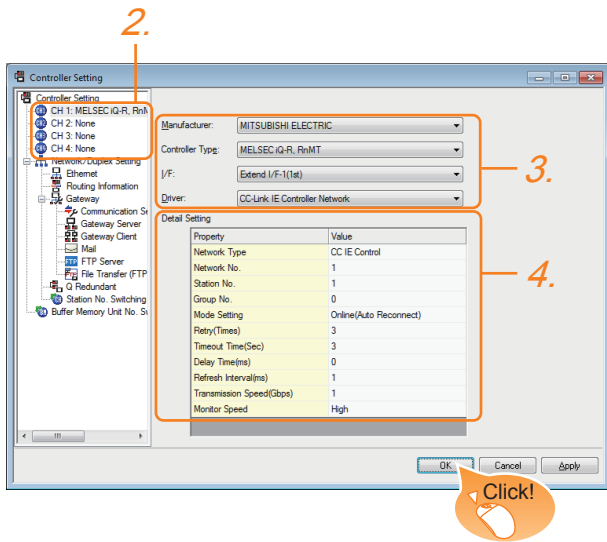 2.
Controller Setting
Controller Setting
CH 1: MELSEC iQ-R, RnM
CH 2: None
CH 3: None
CH 4: None
Network/Duplex Setting
Ethernet
Routing Information
Gateway
Communication Se
Gateway Server
Gateway Client
Mail
FTP Server
File Transfer (FTP
Q Redundant
Station No. Switching
Buffer Memory Unit No. Sw
Manufacturer: MITSUBISHI ELECTRIC
Controller Type: MELSEC iQ-R, RnMT
I/F: Extend I/F-1(1st)
Driver: CC-Link IE Controller Network
3.
Detail Setting
Property Value
Network Type CC IE Control
Network No. 1
Station No. 1
Group No. 0
Mode Setting Online(Auto Reconnect)
Retry(Times) 3
Timeout Time(Sec) 3
Delay Time(ms) 0
Refresh Interval(ms) 1
Transmission Speed(Gbps) 1
Monitor Speed High
4.
OK Cancel Apply
Click!